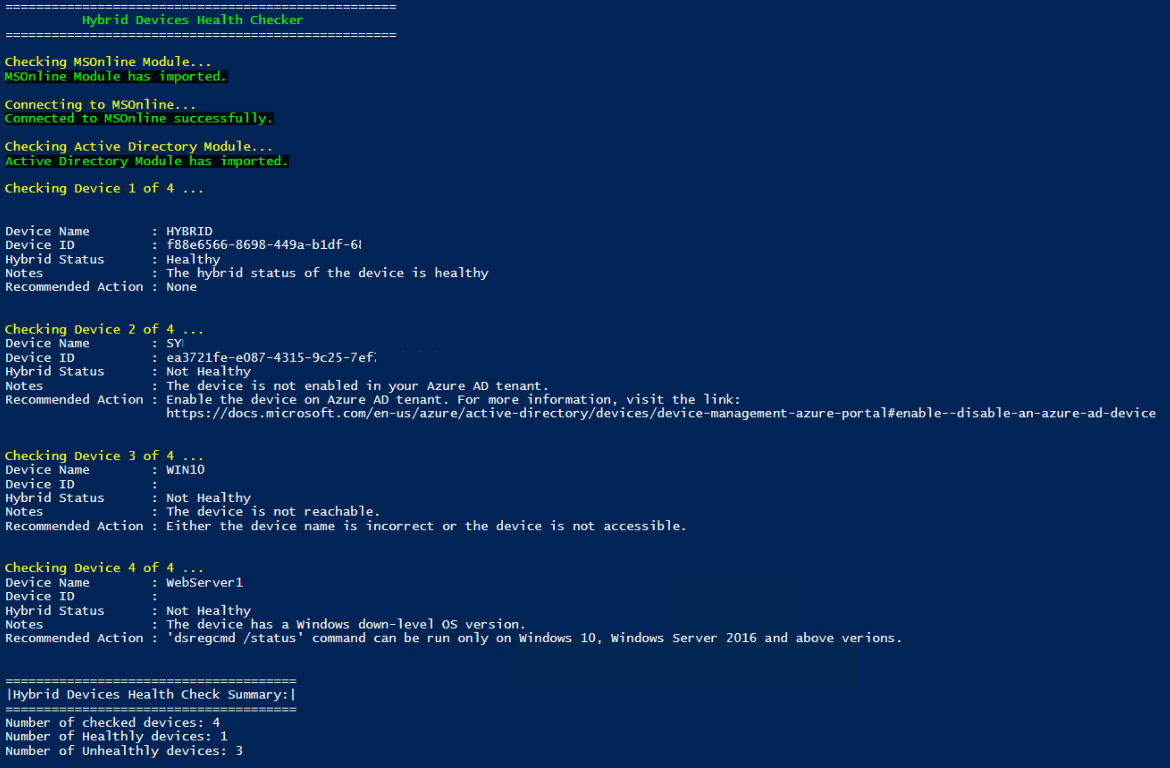 ==================================================
Hybrid Devices Health Checker
==================================================
Checking MSOnline Module...
MSOnline Module has imported.
Connecting to MSOnline...
Connected to MSOnline successfully.
Checking Active Directory Module...
Active Directory Module has imported.
Checking Device 1 of 4 ...
Device Name : HYBRID
Device ID : f88e6566-8698-449a-b1df-68
Hybrid Status : Healthy
Notes : The hybrid status of the device is healthy
Recommended Action : None
Checking Device 2 of 4 ...
Device Name : SY
Device ID : ea3721fe-e087-4315-9c25-7ef
Hybrid Status : Not Healthy
Notes : The device is not enabled in your Azure AD tenant.
Recommended Action : Enable the device on Azure AD tenant. For more information, visit the link:
https://docs.microsoft.com/en-us/azure/active-directory/devices/device-management-azure-portal#enable--disable-an-azure-ad-device
Checking Device 3 of 4 ...
Device Name : WIN10
Device ID :
Hybrid Status : Not Healthy
Notes : The device is not reachable.
Recommended Action : Either the device name is incorrect or the device is not accessible.
Checking Device 4 of 4 ...
Device Name : WebServer1
Device ID :
Hybrid Status : Not Healthy
Notes : The device has a Windows down-level OS version.
Recommended Action : 'dsregcmd /status' command can be run only on Windows 10, Windows Server 2016 and above verions.
======================================
|Hybrid Devices Health Check Summary:|
======================================
Number of checked devices: 4
Number of Healthly devices: 1
Number of Unhealthly devices: 3